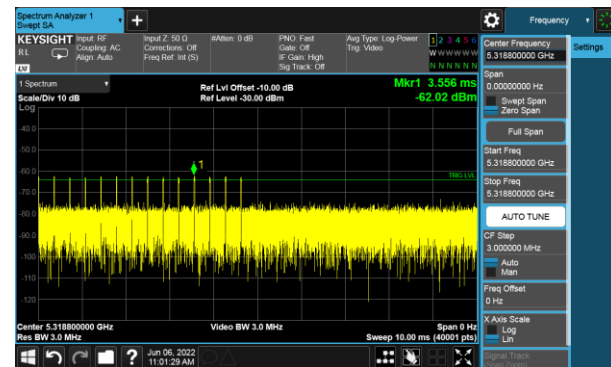 Spectrum Analyzer 1
Swept SA
+
Frequency
KEYSIGHT
RL
LNI
Input: RF
Coupling: AC
Align: Auto
Input Z: 50 Ω
Corrections: Off
Freq Ref: Int (S)
#Atten: 0 dB
PNO: Fast
Gate: Off
IF Gain: High
Sig Track: Off
Avg Type: Log-Power
Trig: Video
1 2 3 4 5 6
W W W W W W
N N N N N N
1 Spectrum
Scale/Div 10 dB
Log
Ref Lvl Offset -10.00 dB
Ref Level -30.00 dBm
Mkr1 3.556 ms
-62.02 dBm
-40.0
-50.0
-60.0
-70.0
-80.0
-90.0
-100
-110
-120
1
TRIG LVL
Center 5.318800000 GHz
Res BW 3.0 MHz
Video BW 3.0 MHz
Span 0 Hz
Sweep 10.00 ms (40001 pts)
?
Jun 06, 2022
11:01:29 AM
Center Frequency
5.318800000 GHz
Settings
Span
0.00000000 Hz
Swept Span
Zero Span
Full Span
Start Freq
5.318800000 GHz
Stop Freq
5.318800000 GHz
AUTO TUNE
CF Step
3.000000 MHz
Auto
Man
Freq Offset
0 Hz
X Axis Scale
Log
Lin
Signal Track
(Span Zoom)